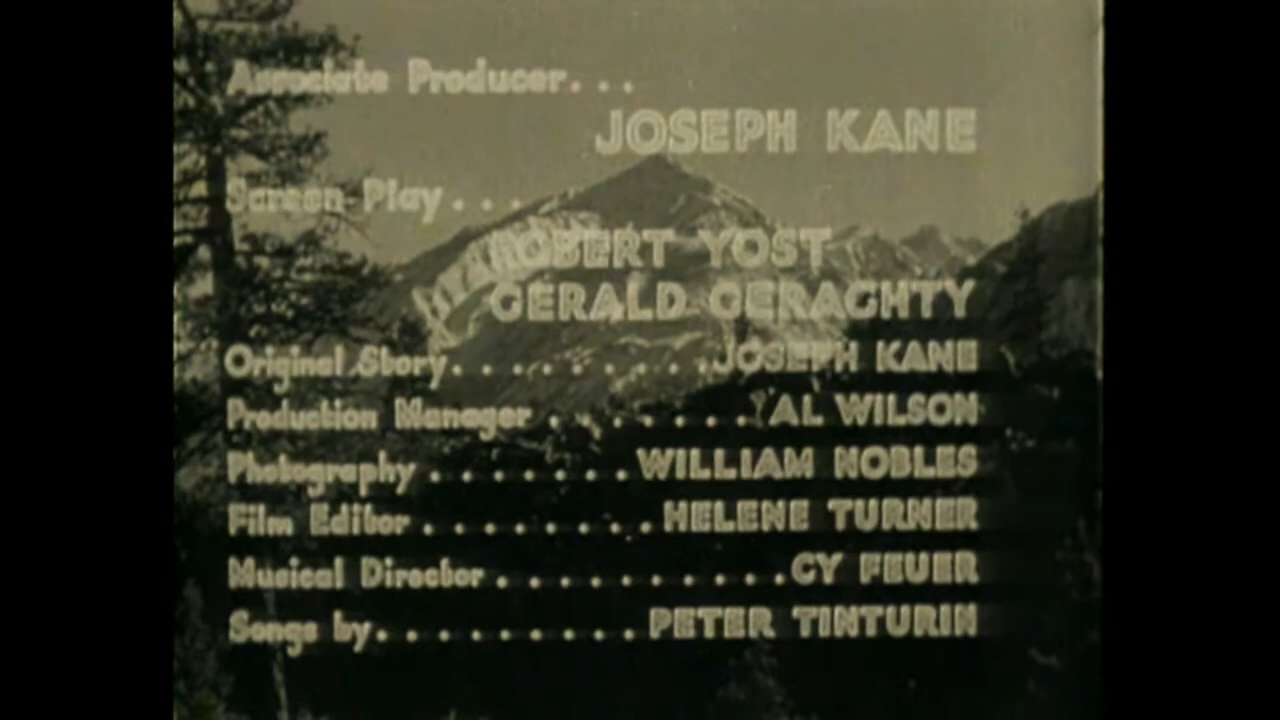 Associate Producer...
JOSEPH KANE
Screen Play....
ROBERT YOST
GERALD GERAGHTY
Original Story.........JOSEPH KANE
Production Manager.......AL WILSON
Photography.......WILLIAM NOBLES
Film Editor........HELENE TURNER
Musical Director..........CY FEUER
Songs by.........PETER TINTURIN